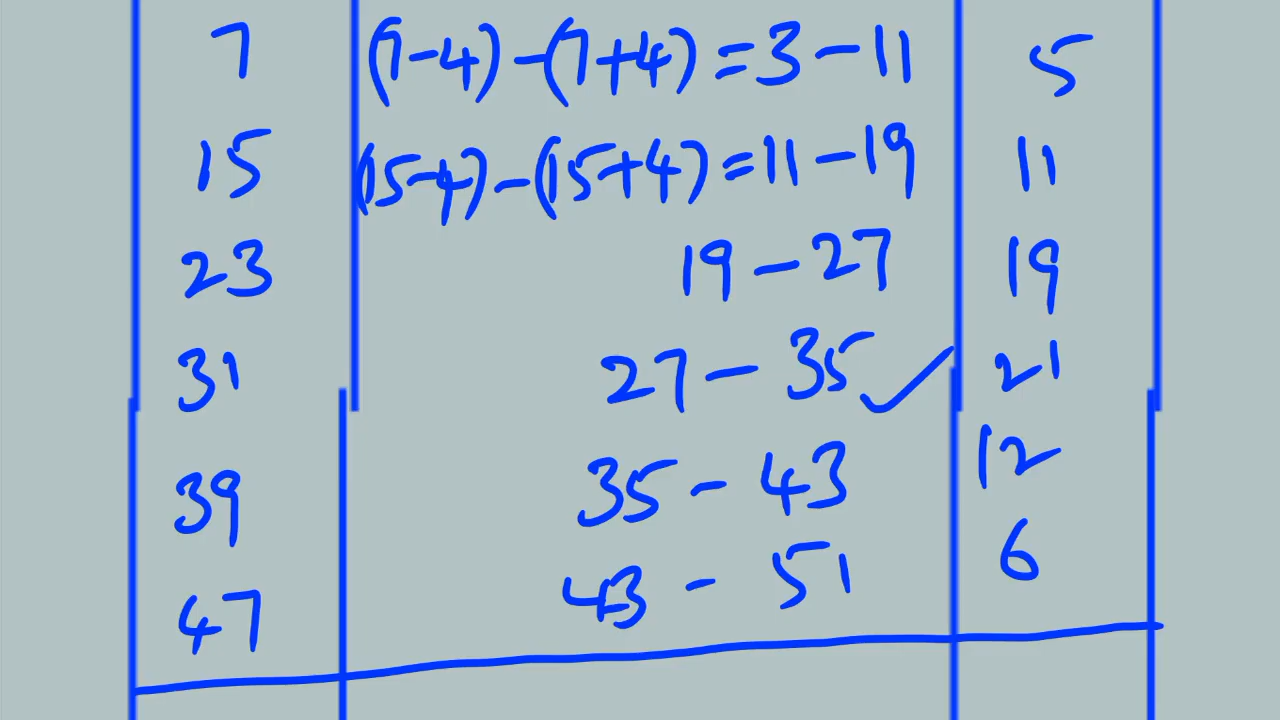 7 (7-4)-(7+4)=3-11 5
15 (15-4)-(15+4)=11-19 11
23 19-27 19
31 27-35✓ 21
39 35-43 12
47 43-51 6